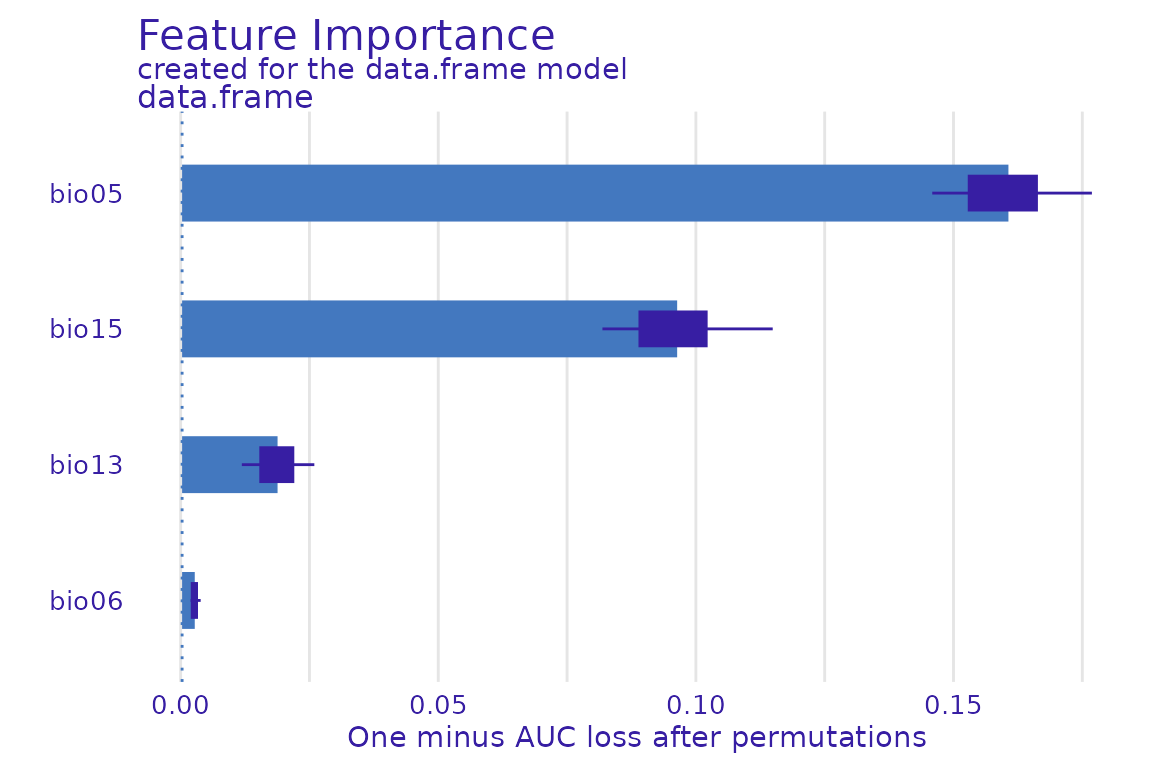 Feature Importance
created for the data.frame model
data.frame
bio05
bio15
bio13
bio06
0.00 0.05 0.10 0.15
One minus AUC loss after permutations